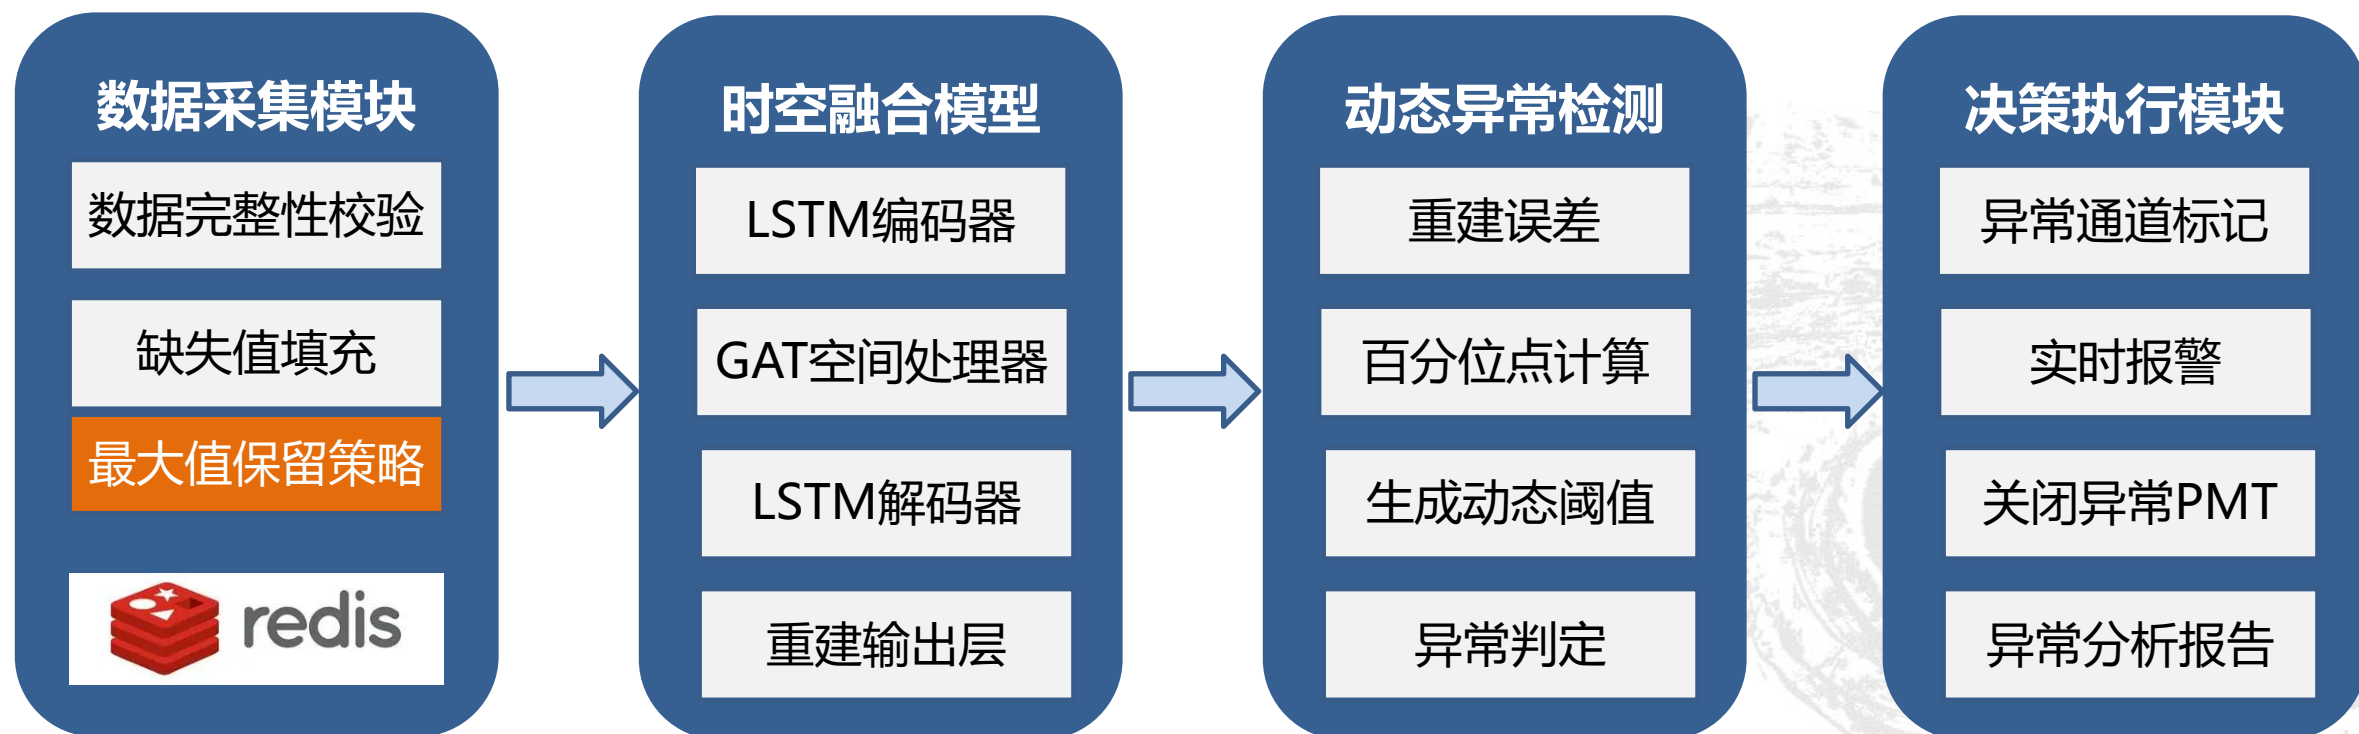 数据采集模块
数据完整性校验
缺失值填充
最大值保留策略
redis
时空融合模型
LSTM编码器
GAT空间处理器
LSTM解码器
重建输出层
动态异常检测
重建误差
百分位点计算
生成动态阈值
异常判定
决策执行模块
异常通道标记
实时报警
关闭异常PMT
异常分析报告